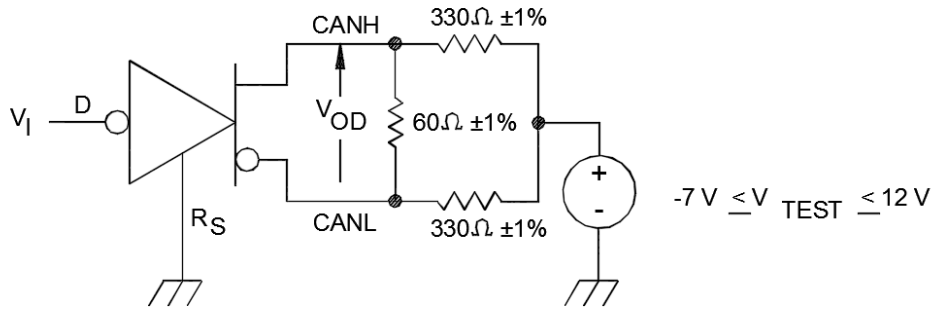 330Ω ±1%
CANH
V_I
D
V_OD
60Ω ±1%
+
-
-7 V ≤ V_TEST ≤ 12 V
R_S
CANL
330Ω ±1%